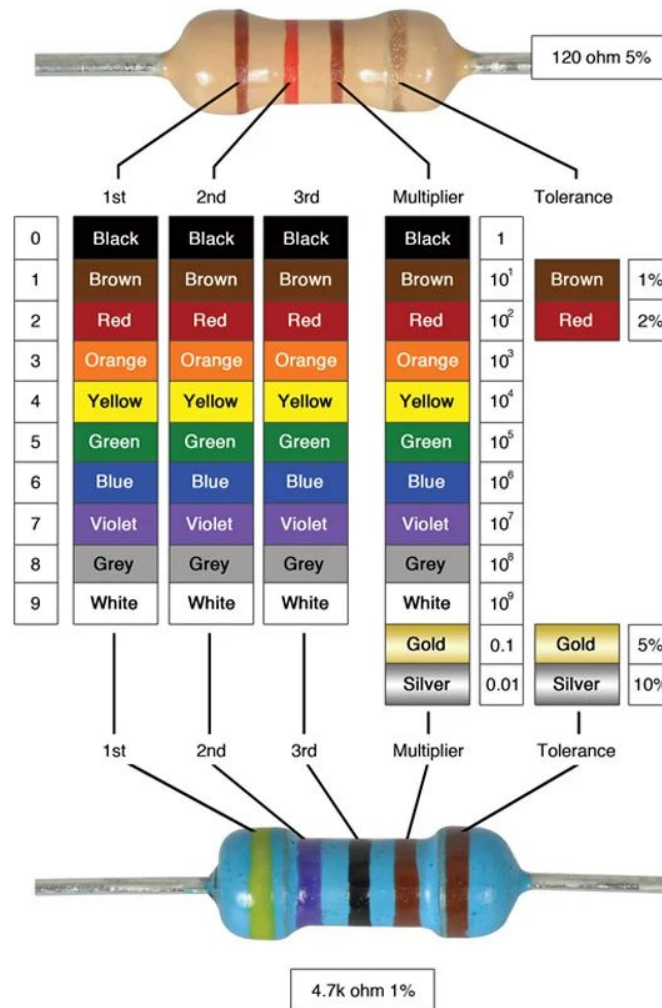 120 ohm 5%
1st 2nd 3rd Multiplier Tolerance
0 Black Black Black Black 1
1 Brown Brown Brown Brown 10¹ Brown 1%
2 Red Red Red Red 10² Red 2%
3 Orange Orange Orange Orange 10³
4 Yellow Yellow Yellow Yellow 10⁴
5 Green Green Green Green 10⁵
6 Blue Blue Blue Blue 10⁶
7 Violet Violet Violet Violet 10⁷
8 Grey Grey Grey Grey 10⁸
9 White White White White 10⁹
Gold 0.1 Gold 5%
Silver 0.01 Silver 10%
1st 2nd 3rd Multiplier Tolerance
4.7k ohm 1%